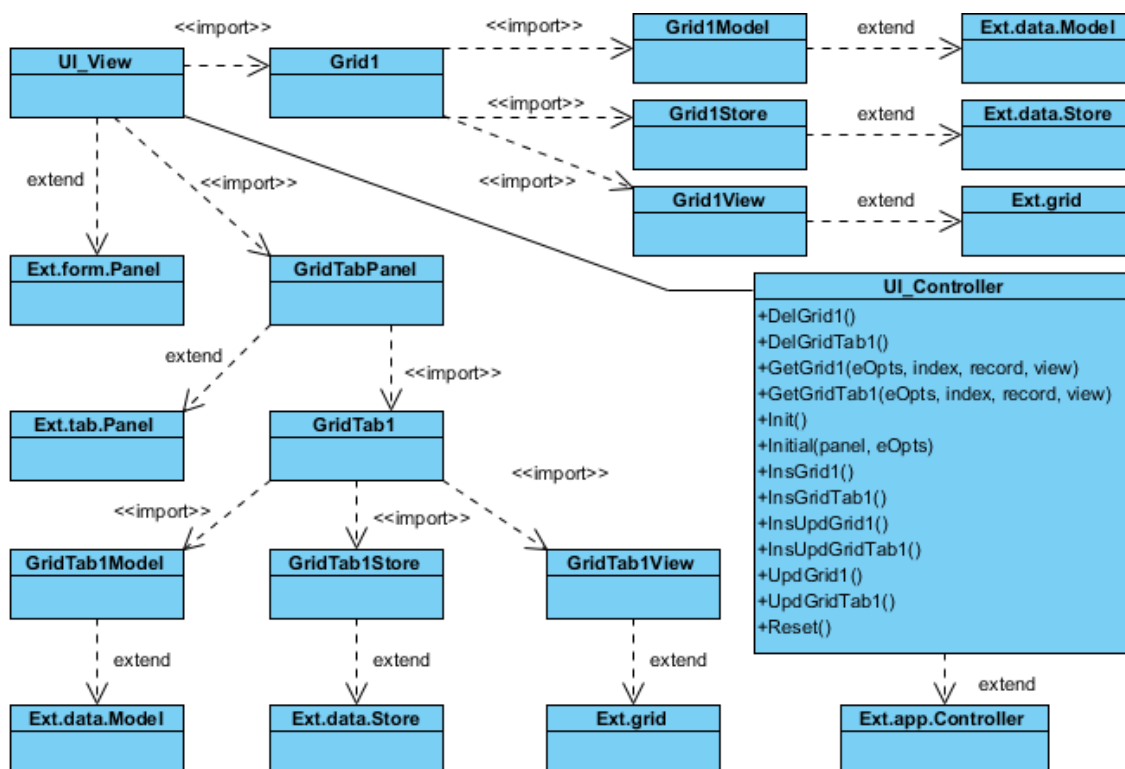 <<import>>
<<import>>
Grid1Model
extend
Ext.data.Model
UI_View
Grid1
<<import>>
Grid1Store
extend
Ext.data.Store
extend
<<import>>
<<import>>
Grid1View
extend
Ext.grid
Ext.form.Panel
GridTabPanel
UI_Controller
+DelGrid1()
+DelGridTab1()
+GetGrid1(eOpts, index, record, view)
+GetGridTab1(eOpts, index, record, view)
+Init()
+Initial(panel, eOpts)
+InsGrid1()
+InsGridTab1()
+InsUpdGrid1()
+InsUpdGridTab1()
+UpdGrid1()
+UpdGridTab1()
+Reset()
extend
<<import>>
Ext.tab.Panel
GridTab1
<<import>>
<<import>>
<<import>>
GridTab1Model
GridTab1Store
GridTab1View
extend
extend
extend
extend
Ext.data.Model
Ext.data.Store
Ext.grid
Ext.app.Controller